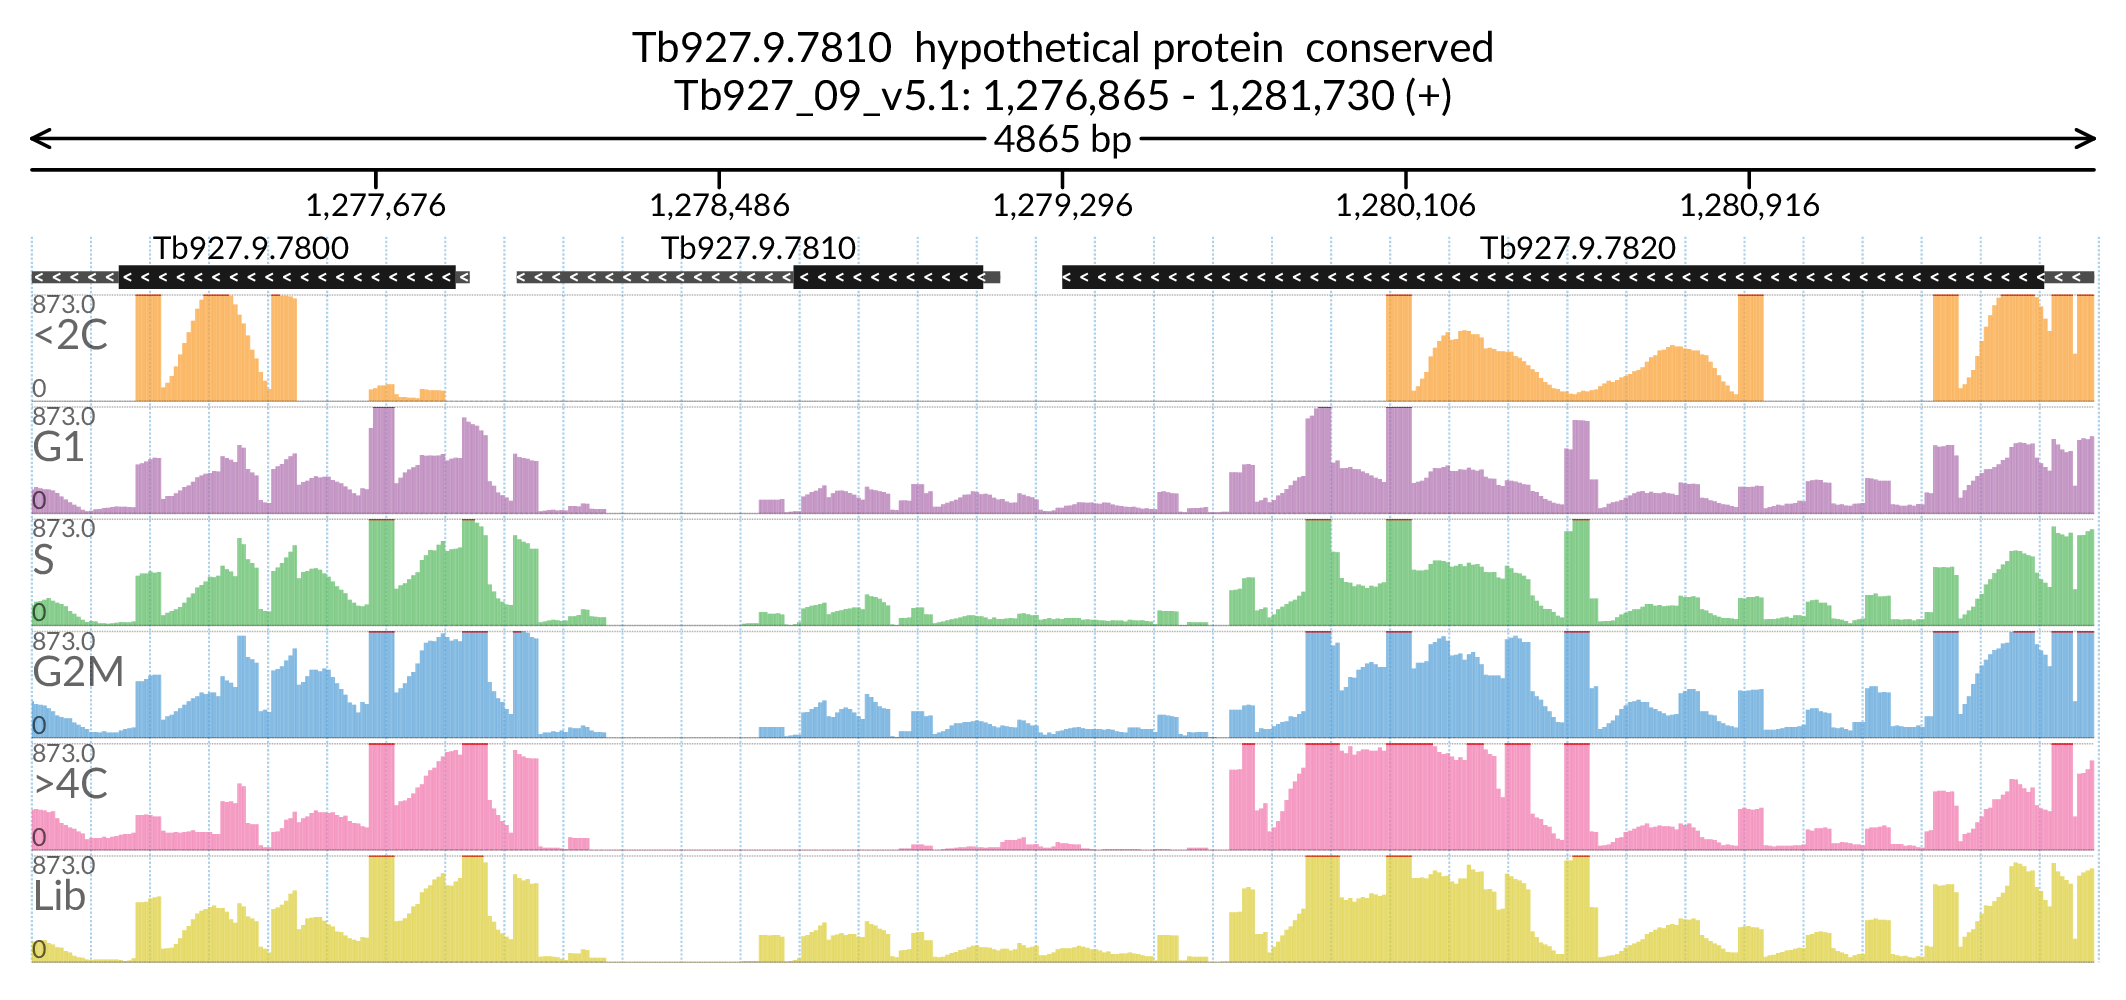 Tb927.9.7810 hypothetical protein conserved
Tb927_09_v5.1: 1,276,865 - 1,281,730 (+)
4865 bp
1,277,676 1,278,486 1,279,296 1,280,106 1,280,916
Tb927.9.7800 Tb927.9.7810 Tb927.9.7820
873.0
<2C
0
873.0
G1
0
873.0
S
0
873.0
G2M
0
873.0
>4C
0
873.0
Lib
0